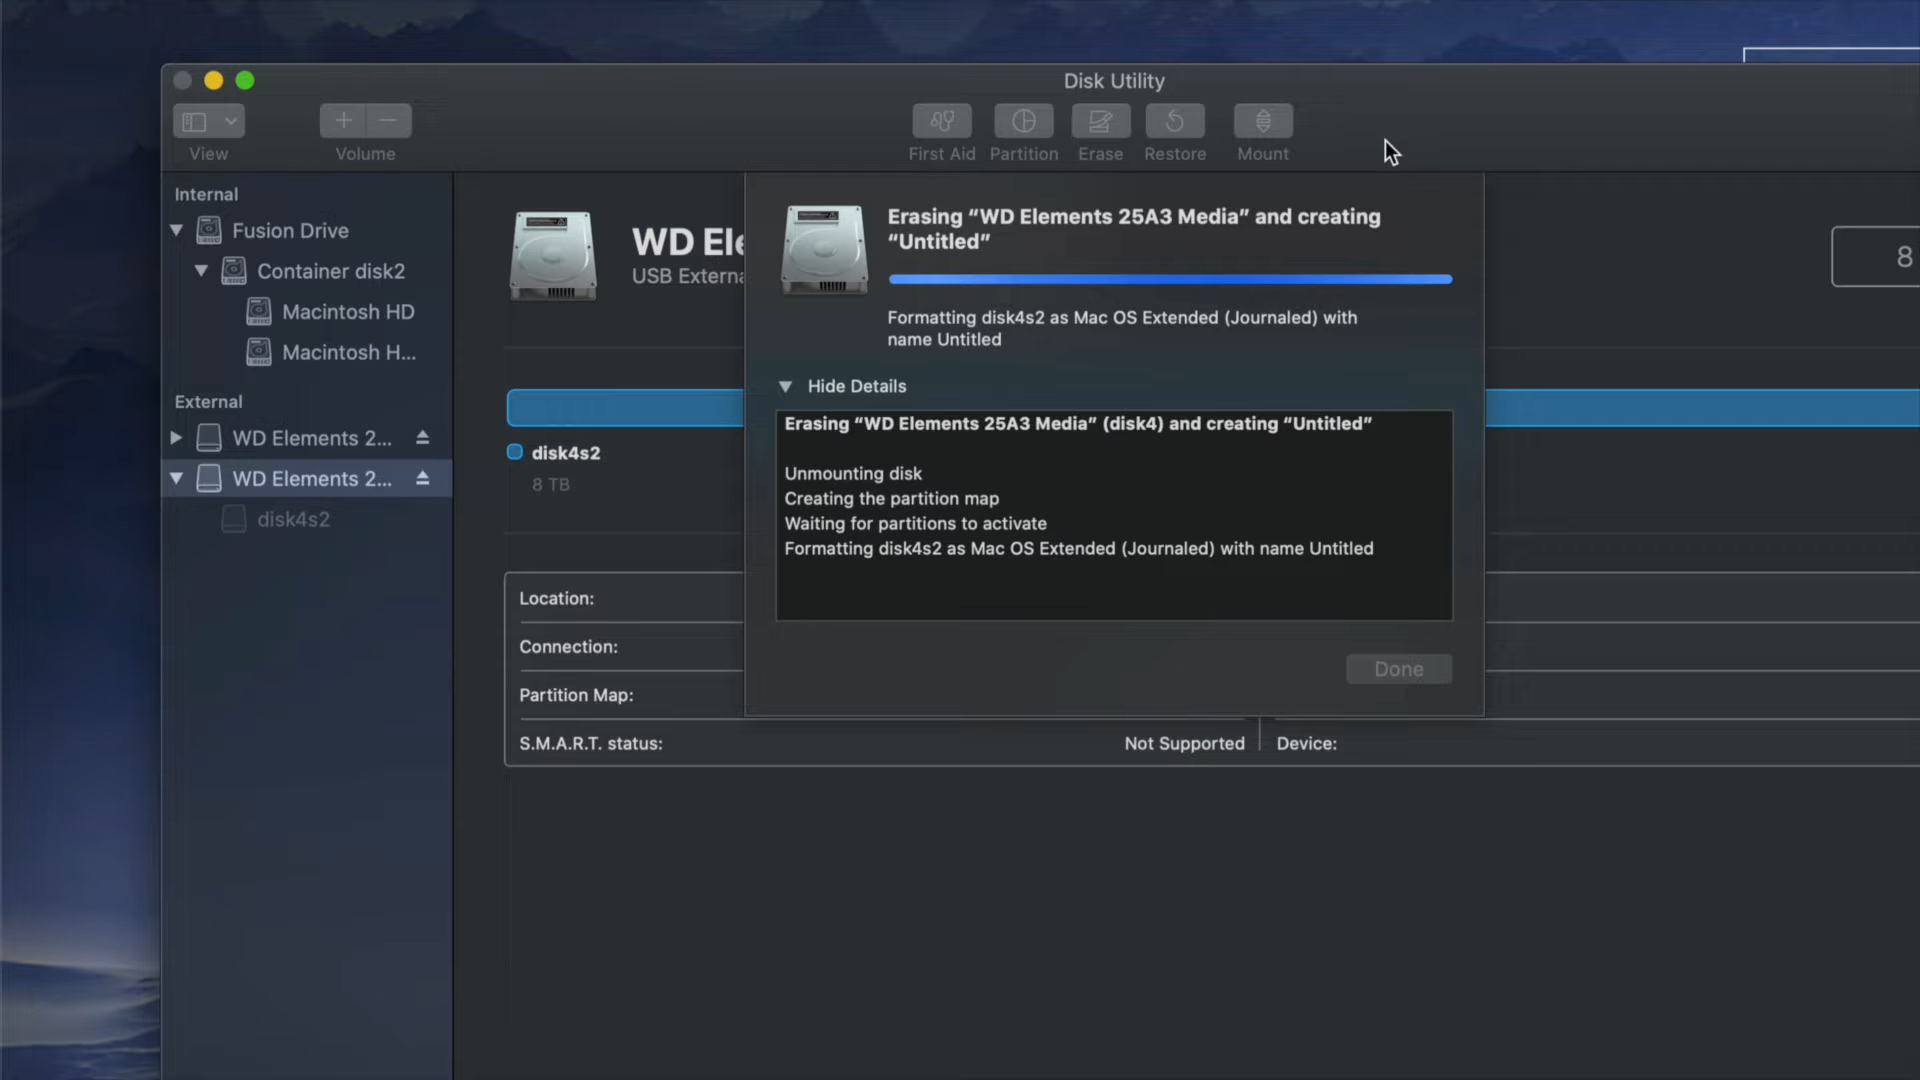 Disk Utility
View
Volume
First Aid
Partition
Erase
Restore
Mount
Internal
Fusion Drive
Container disk2
Macintosh HD
Macintosh H...
External
WD Elements 2...
WD Elements 2...
disk4s2
WD Ele
USB Externa
8
disk4s2
8 TB
Location:
Connection:
Partition Map:
S.M.A.R.T. status:
Not Supported
Device:
Erasing “WD Elements 25A3 Media” and creating
“Untitled”
Formatting disk4s2 as Mac OS Extended (Journaled) with
name Untitled
Hide Details
Erasing “WD Elements 25A3 Media” (disk4) and creating “Untitled”
Unmounting disk
Creating the partition map
Waiting for partitions to activate
Formatting disk4s2 as Mac OS Extended (Journaled) with name Untitled
Done